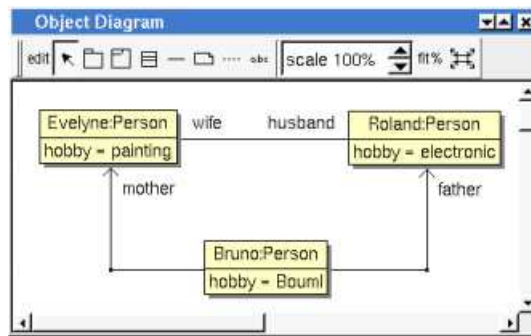 Object Diagram
edit abc scale 100% fit%
Evelyne:Person wife husband Roland:Person
hobby = painting hobby = electronic
mother father
Bruno:Person
hobby = Bouml